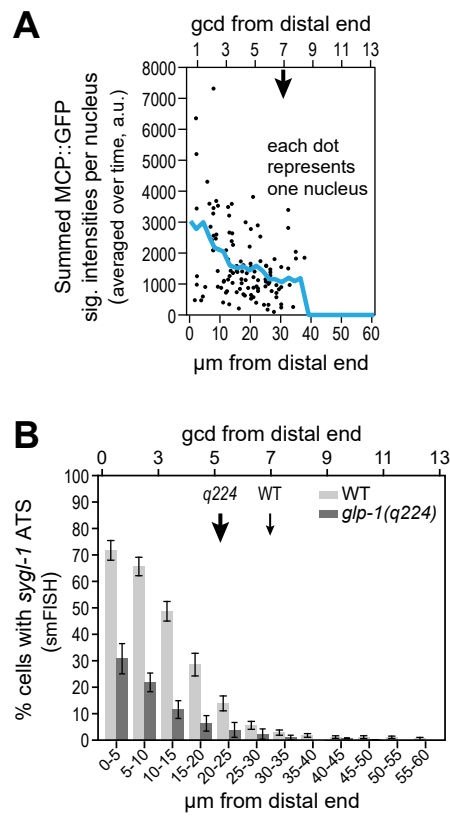 A
gcd from distal end
1 3 5 7 9 11 13
Summed MCP::GFP
sig. intensities per nucleus
(averaged over time, a.u.)
8000
7000
6000
5000
4000
3000
2000
1000
0
each dot
represents
one nucleus
0 10 20 30 40 50 60
µm from distal end
B
gcd from distal end
0 3 5 7 9 11 13
% cells with sygl-1 ATS
(smFISH)
100
90
80
70
60
50
40
30
20
10
0
q224 WT
WT
glp-1(q224)
0-5 5-10 10-15 15-20 20-25 25-30 30-35 35-40 40-45 45-50 50-55 55-60
µm from distal end